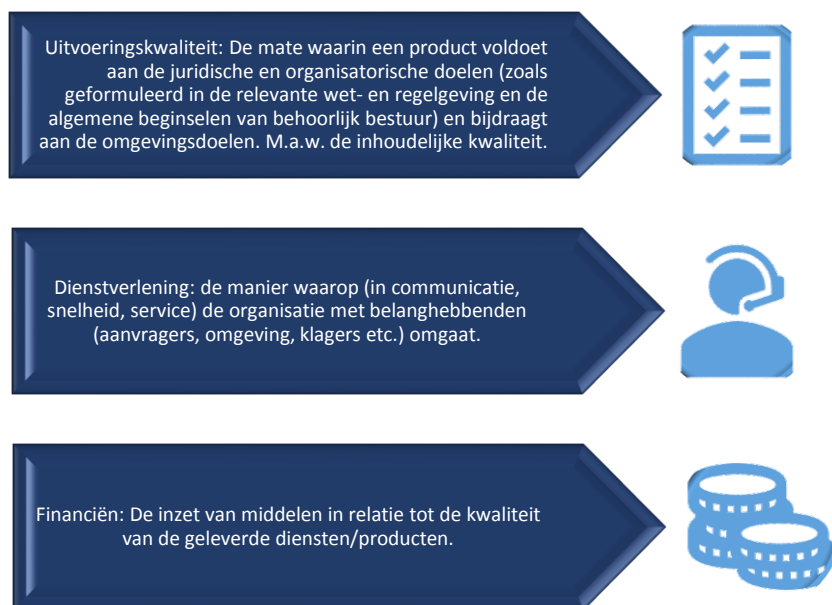 Uitvoeringskwaliteit: De mate waarin een product voldoet
aan de juridische en organisatorische doelen (zoals
geformuleerd in de relevante wet- en regelgeving en de
algemene beginselen van behoorlijk bestuur) en bijdraagt
aan de omgevingsdoelen. M.a.w. de inhoudelijke kwaliteit.
Dienstverlening: de manier waarop (in communicatie,
snelheid, service) de organisatie met belanghebbenden
(aanvragers, omgeving, klagers etc.) omgaat.
Financiën: De inzet van middelen in relatie tot de kwaliteit
van de geleverde diensten/producten.